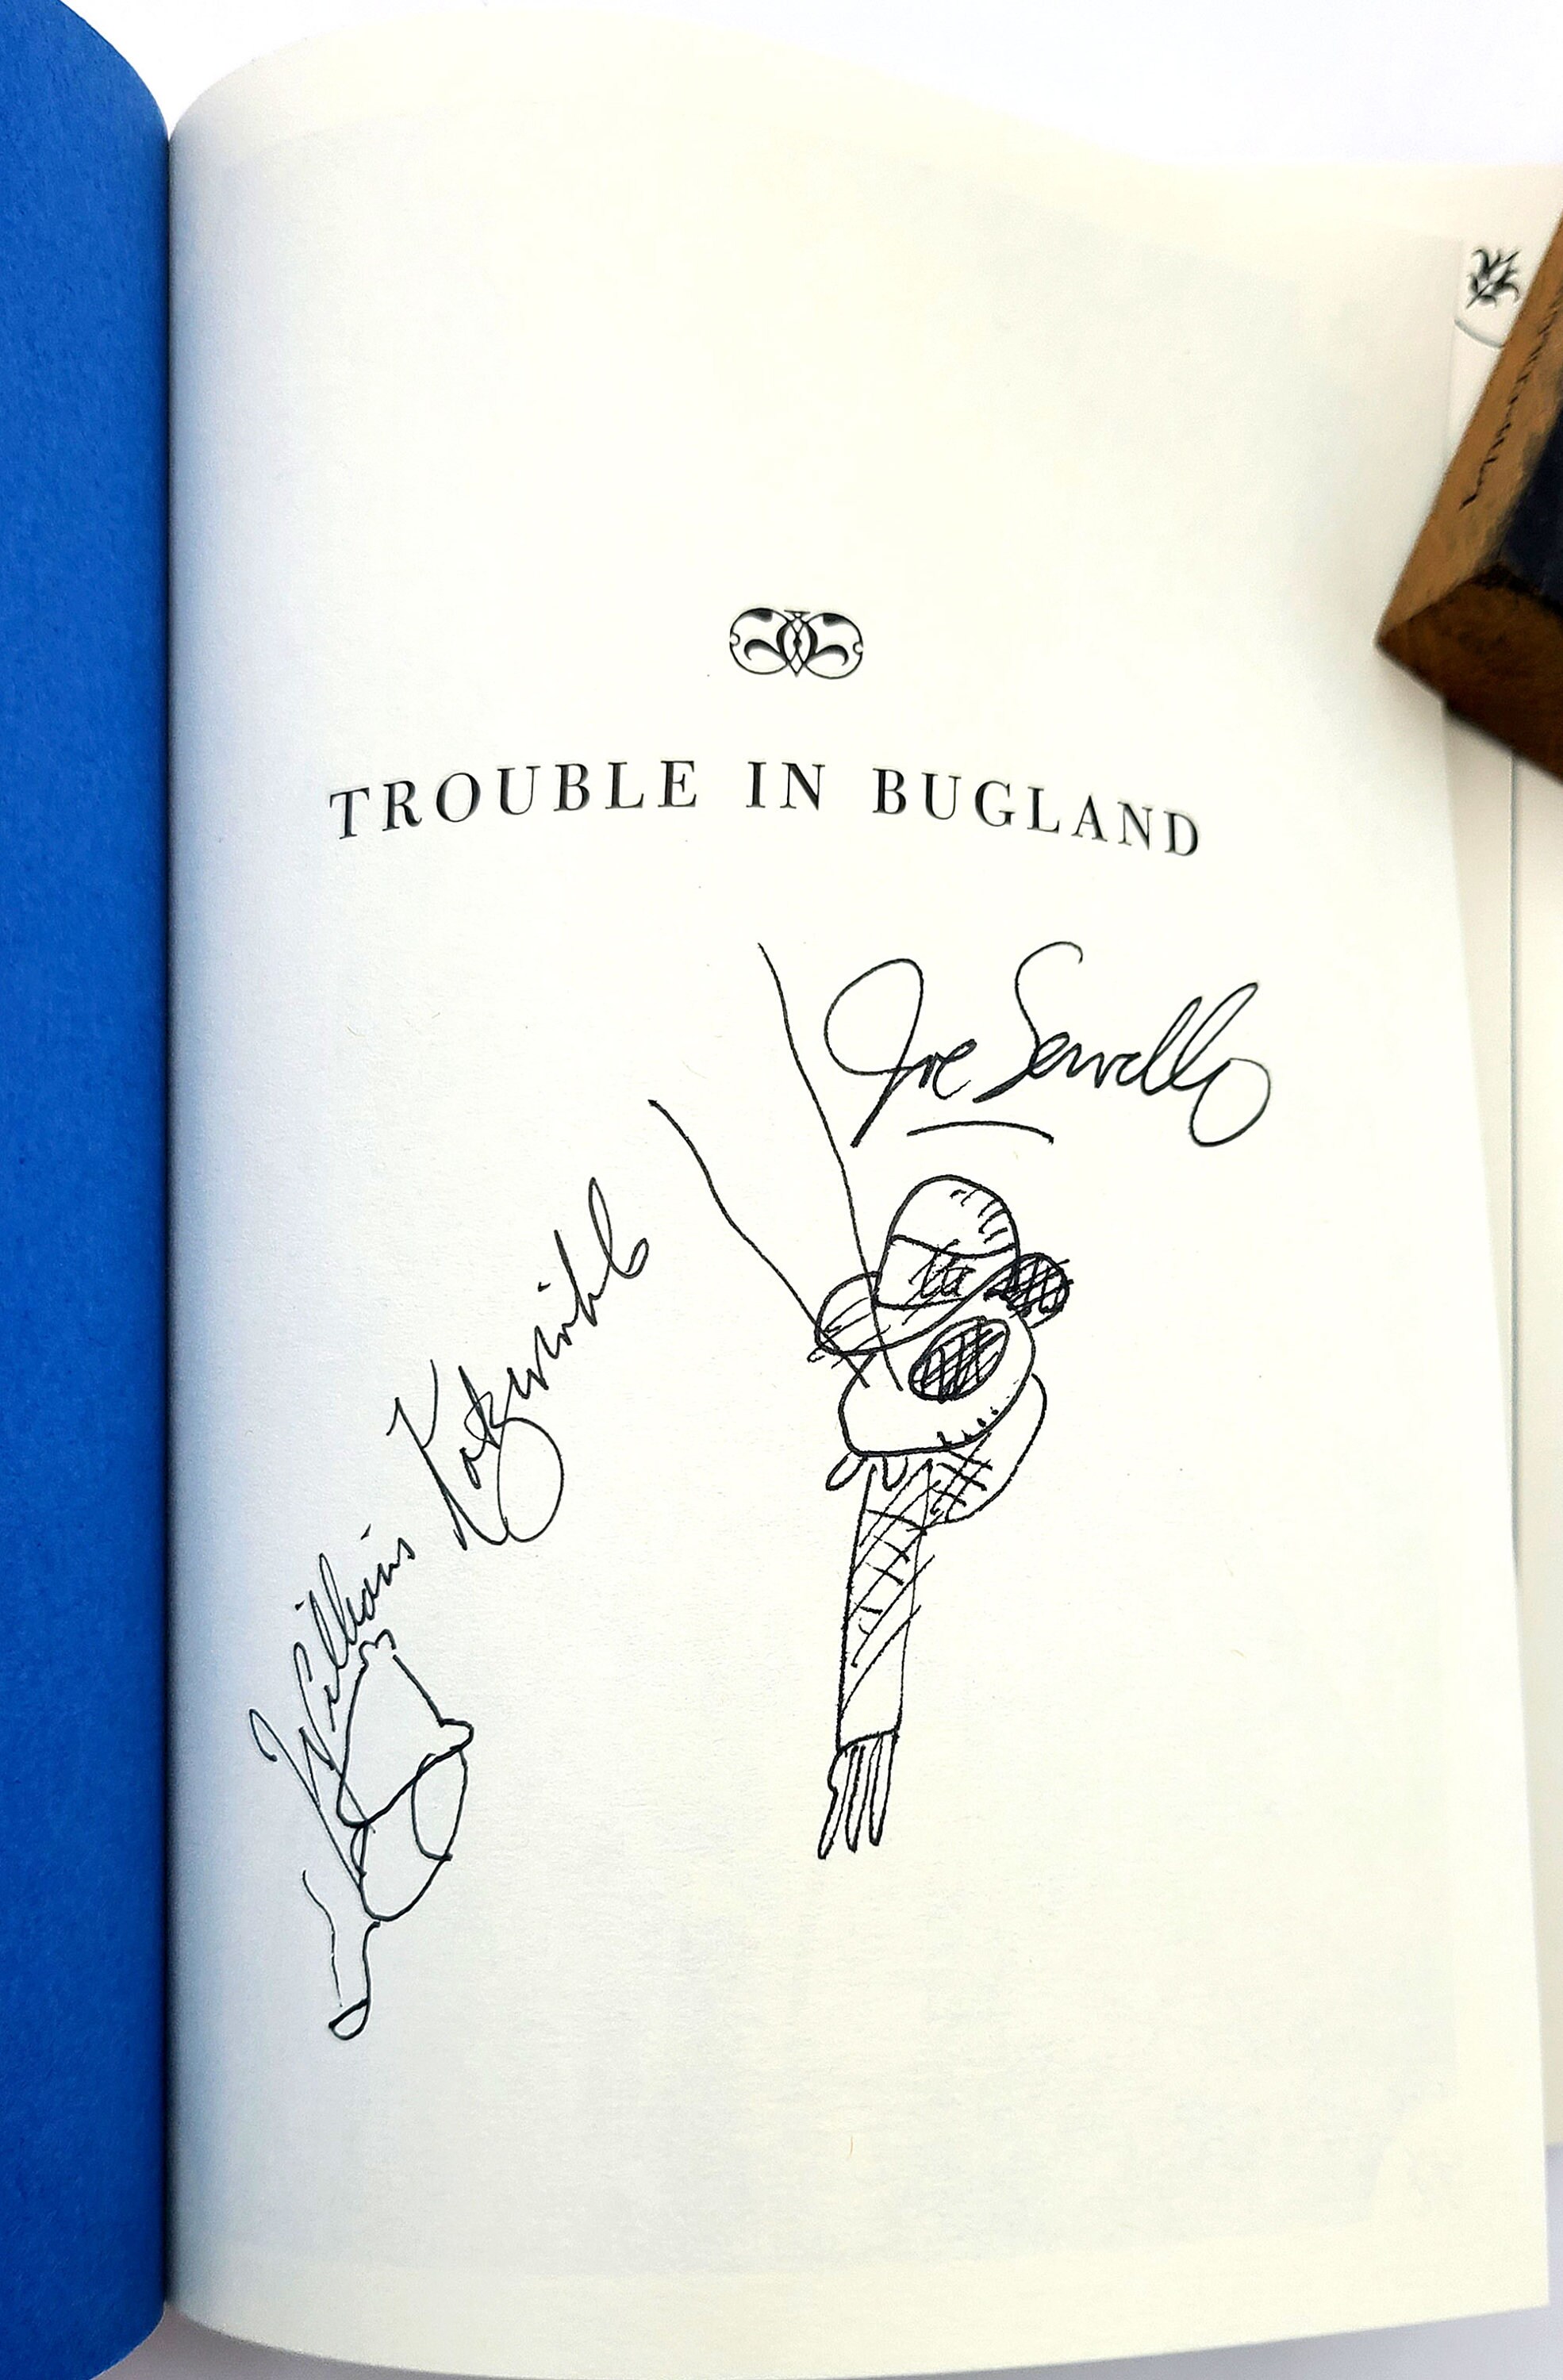 TROUBLE IN BUGLAND
Joe Servello
William Kotzwinkle